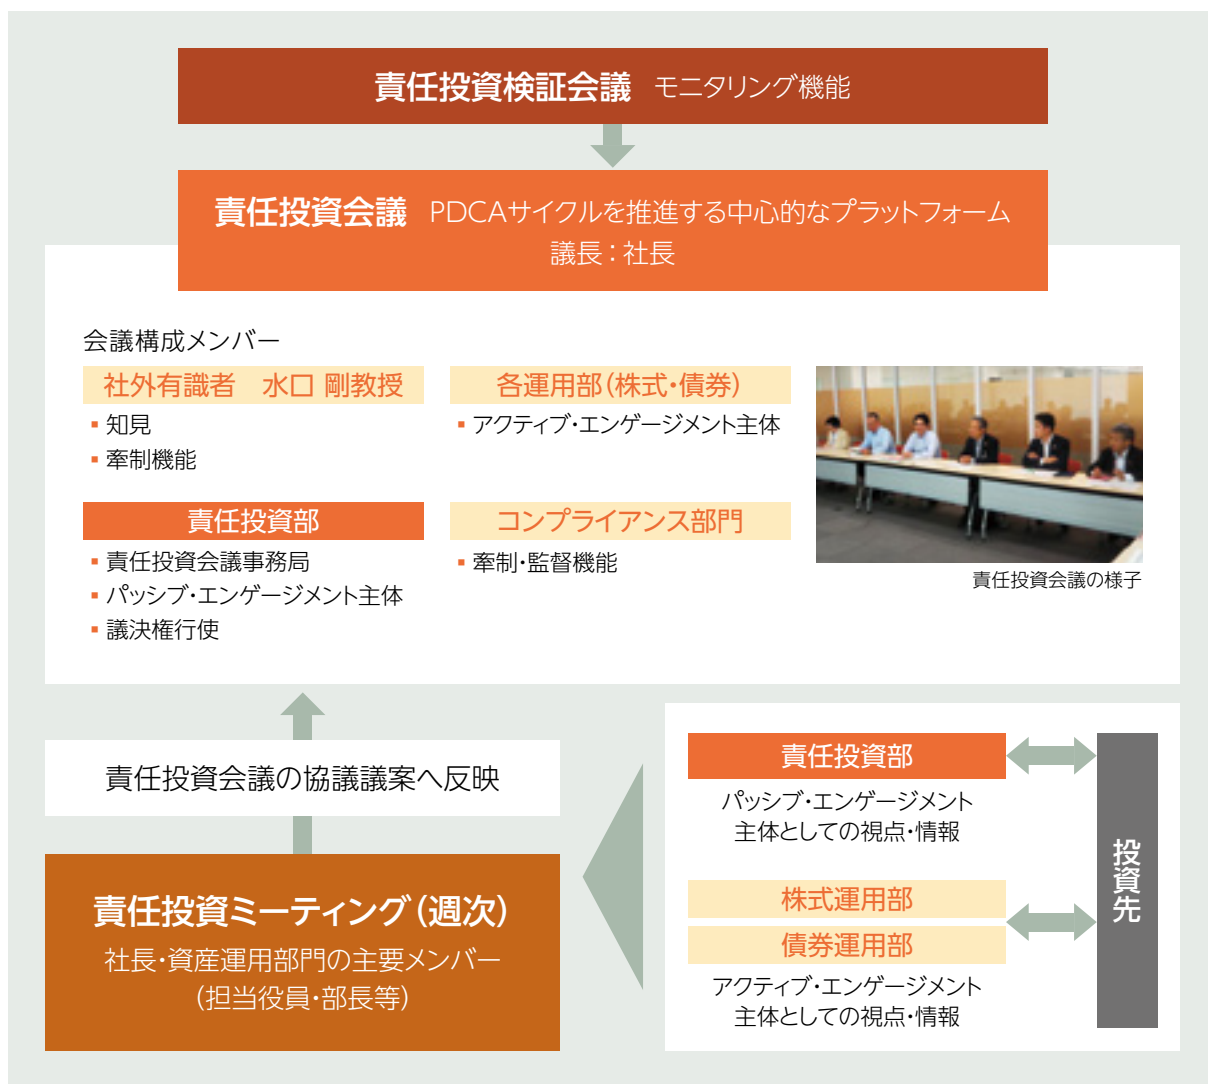 責任投資検証会議 モニタリング機能
責任投資会議 PDCAサイクルを推進する中心的なプラットフォーム
議長：社長
会議構成メンバー
社外有識者 水口 剛教授
▪ 知見
▪ 牽制機能
各運用部（株式・債券）
▪ アクティブ・エンゲージメント主体
責任投資部
▪ 責任投資会議事務局
▪ パッシブ・エンゲージメント主体
▪ 議決権行使
コンプライアンス部門
▪ 牽制・監督機能
責任投資会議の様子
責任投資会議の協議議案へ反映
責任投資ミーティング（週次）
社長・資産運用部門の主要メンバー
（担当役員・部長等）
責任投資部
パッシブ・エンゲージメント
主体としての視点・情報
株式運用部
債券運用部
アクティブ・エンゲージメント
主体としての視点・情報
投資先